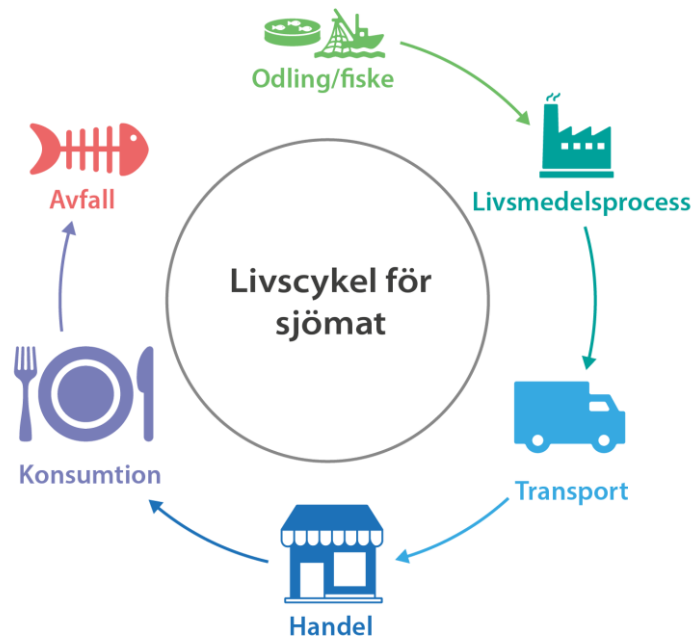 Odling/fiske
Livsmedelsprocess
Transport
Handel
Konsumtion
Avfall
Livscykel för
sjömat